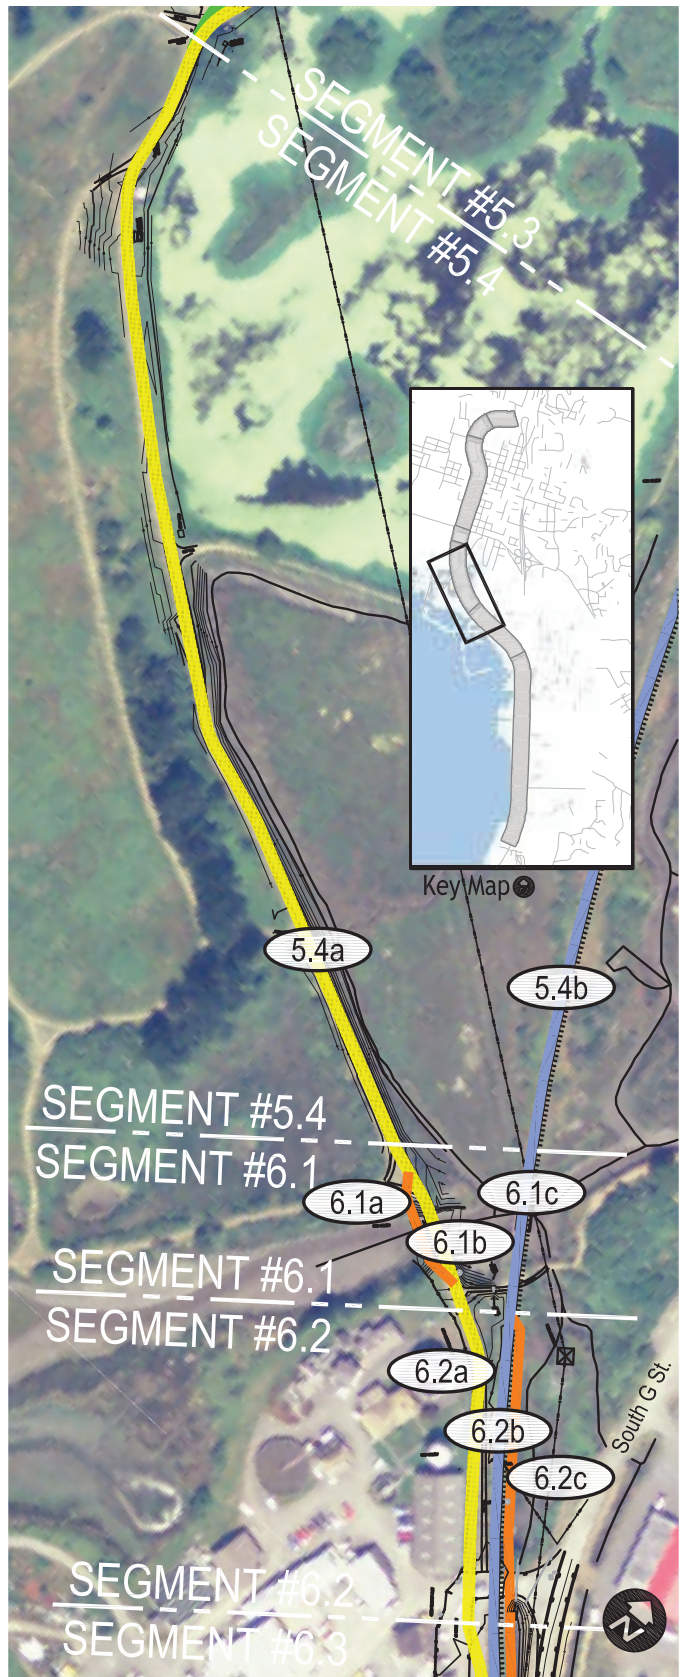 SEGMENT #5.3
SEGMENT #5.4
Key Map
5.4a
5.4b
SEGMENT #5.4
SEGMENT #6.1
6.1a
6.1c
6.1b
SEGMENT #6.1
SEGMENT #6.2
6.2a
6.2b
6.2c
South G St.
SEGMENT #6.2
SEGMENT #6.3
N